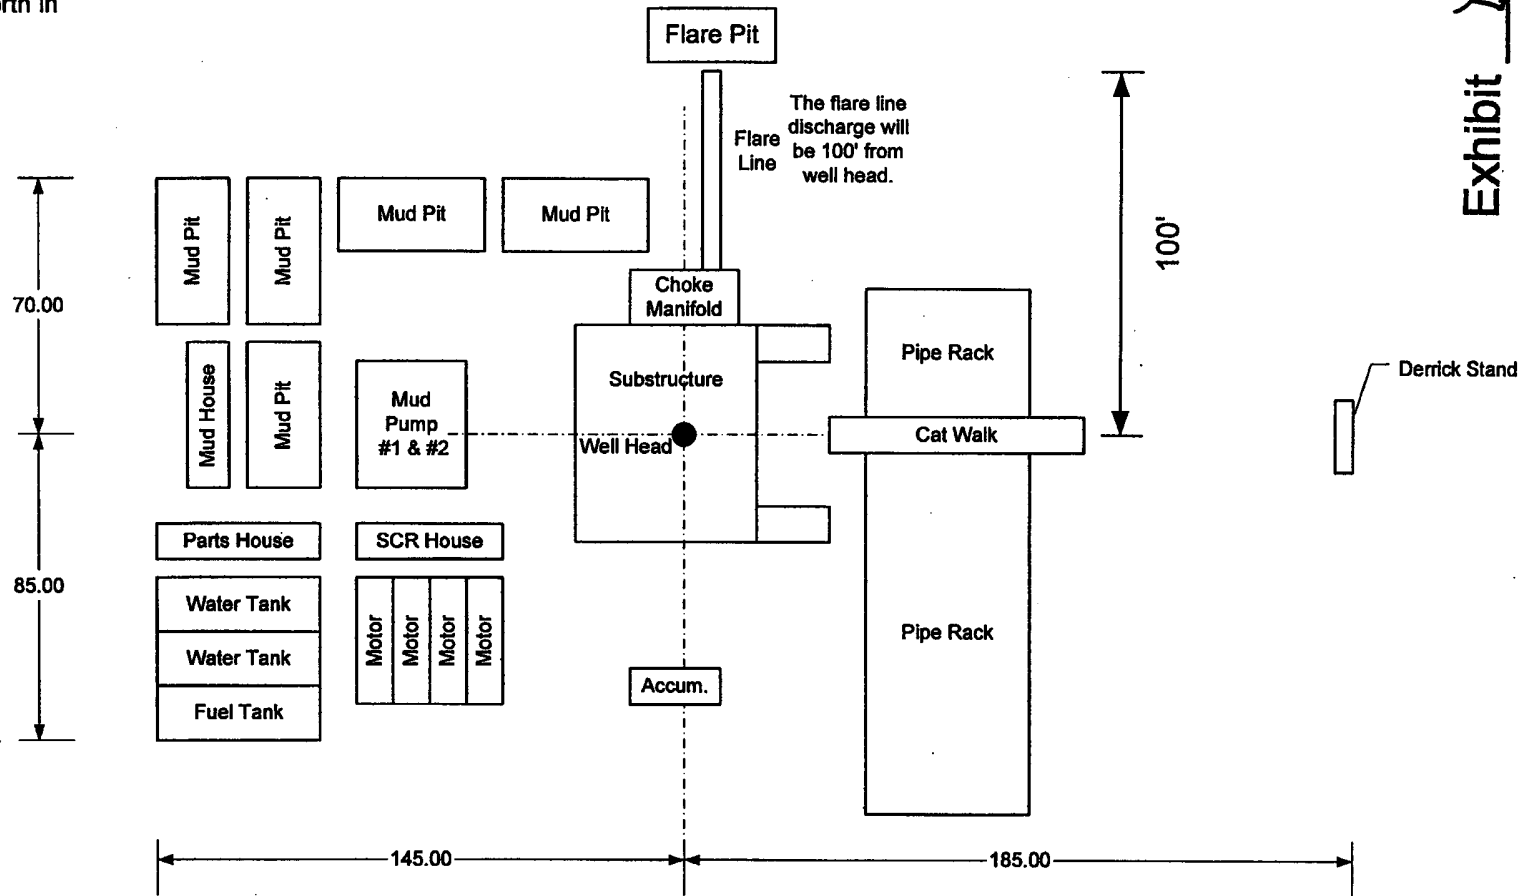 orth in
Flare Pit
Exhibit
The flare line
discharge will
be 100' from
well head.
Flare
Line
Mud Pit
Mud Pit
Mud Pit
Mud Pit
100'
Choke
Manifold
70.00
Pipe Rack
Substructure
Derrick Stand
Mud House
Mud Pit
Mud
Pump
#1 & #2
Well Head
Cat Walk
Parts House
SCR House
85.00
Water Tank
Motor
Motor
Motor
Motor
Pipe Rack
Water Tank
Accum.
Fuel Tank
145.00
185.00